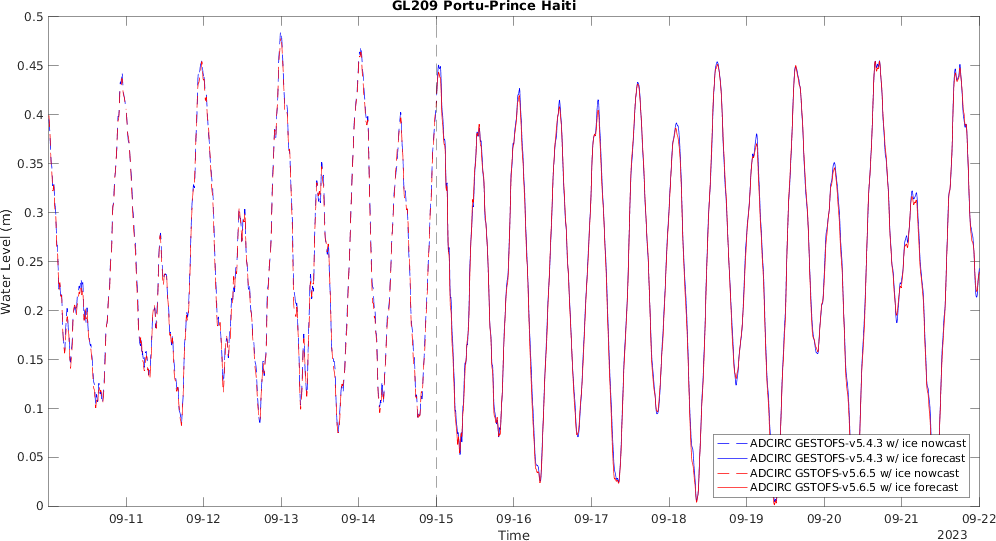 GL209 Portu-Prince Haiti
0.5
0.45
0.4
0.35
0.3
0.25
0.2
0.15
0.1
0.05
0
Water Level (m)
ADCIRC GESTOFS-v5.4.3 w/ ice nowcast
ADCIRC GESTOFS-v5.4.3 w/ ice forecast
ADCIRC GSTOFS-v5.6.5 w/ ice nowcast
ADCIRC GSTOFS-v5.6.5 w/ ice forecast
09-11 09-12 09-13 09-14 09-15 09-16 09-17 09-18 09-19 09-20 09-21 09-22
Time
2023